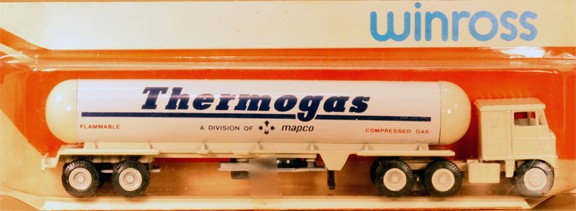 winross
Thermogas
FLAMMABLE A DIVISION OF mapco COMPRESSED GAS